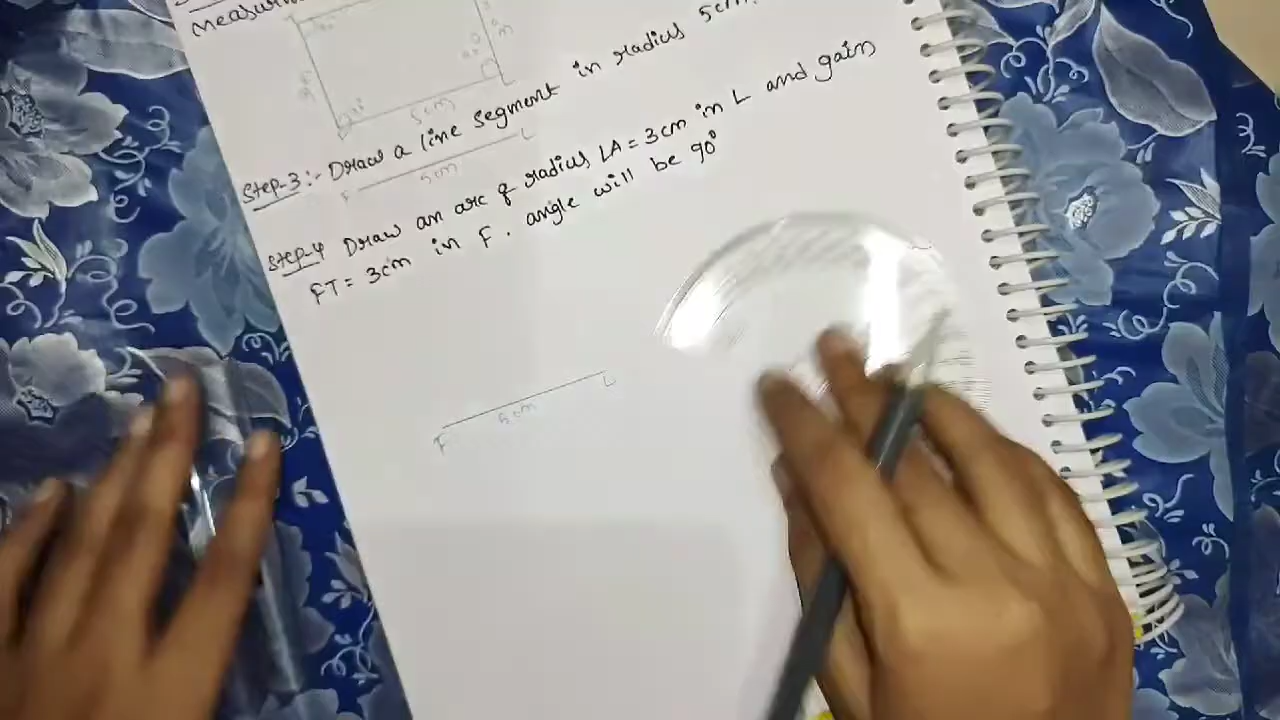 Step-3:- Draw a line segment in radius 5cm.
F 5cm L
Step-4 Draw an arc of radius LA = 3cm in L and gain
FT = 3cm in F. angle will be 90°
F 5cm L
5cm